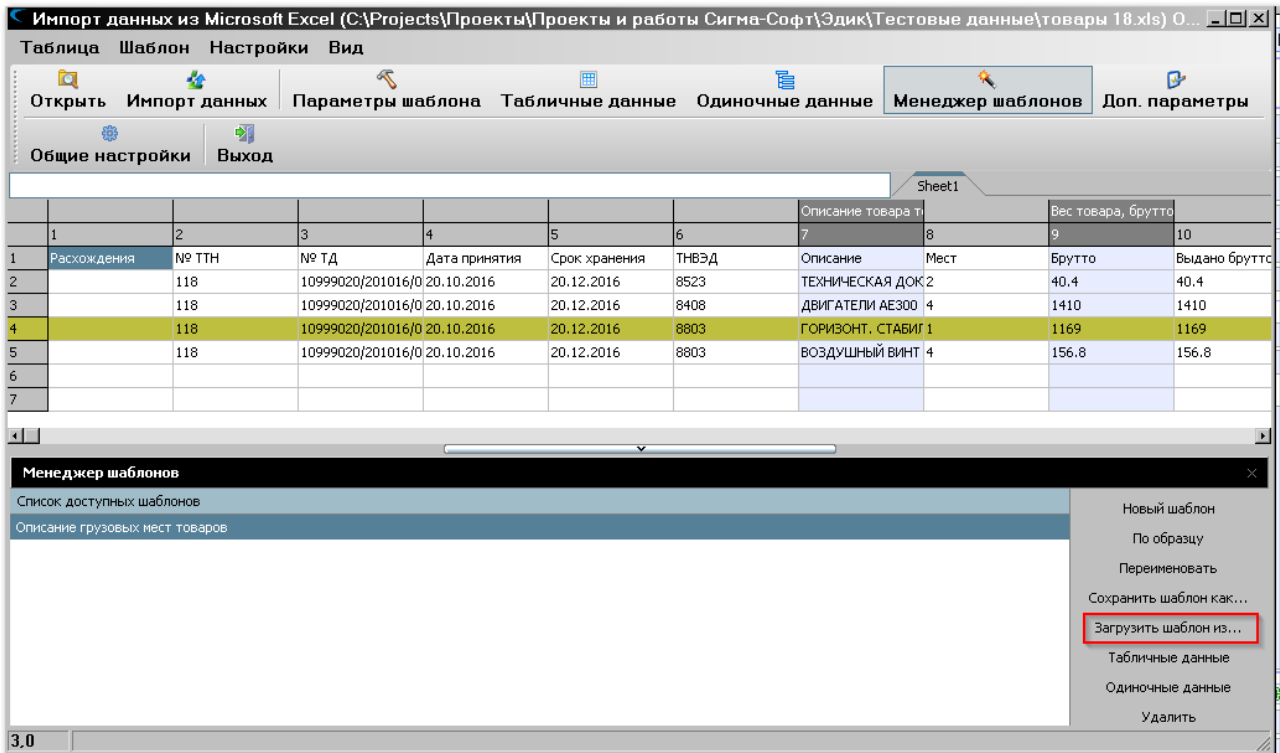 Импорт данных из Microsoft Excel (C:\Projects\Проекты\Проекты и работы Сигма-Софт\Эдик\Тестовые данные\товары 18.xls) О...
Таблица Шаблон Настройки Вид
Открыть Импорт данных Параметры шаблона Табличные данные Одиночные данные Менеджер шаблонов Доп. параметры
Общие настройки Выход
Sheet1
Описание товара т Вес товара, брутто
1 2 3 4 5 6 7 8 9 10
1 Расхождения № ТТН № ТД Дата принятия Срок хранения ТНВЭД Описание Мест Брутто Выдано брутто
2 118 10999020/201016/0 20.10.2016 20.12.2016 8523 ТЕХНИЧЕСКАЯ ДОК 2 40.4 40.4
3 118 10999020/201016/0 20.10.2016 20.12.2016 8408 ДВИГАТЕЛИ AE300 4 1410 1410
4 118 10999020/201016/0 20.10.2016 20.12.2016 8803 ГОРИЗОНТ. СТАБИЛ 1 1169 1169
5 118 10999020/201016/0 20.10.2016 20.12.2016 8803 ВОЗДУШНЫЙ ВИНТ 4 156.8 156.8
6
7
Менеджер шаблонов
Список доступных шаблонов
Описание грузовых мест товаров
Новый шаблон
По образцу
Переименовать
Сохранить шаблон как...
Загрузить шаблон из...
Табличные данные
Одиночные данные
Удалить
3,0